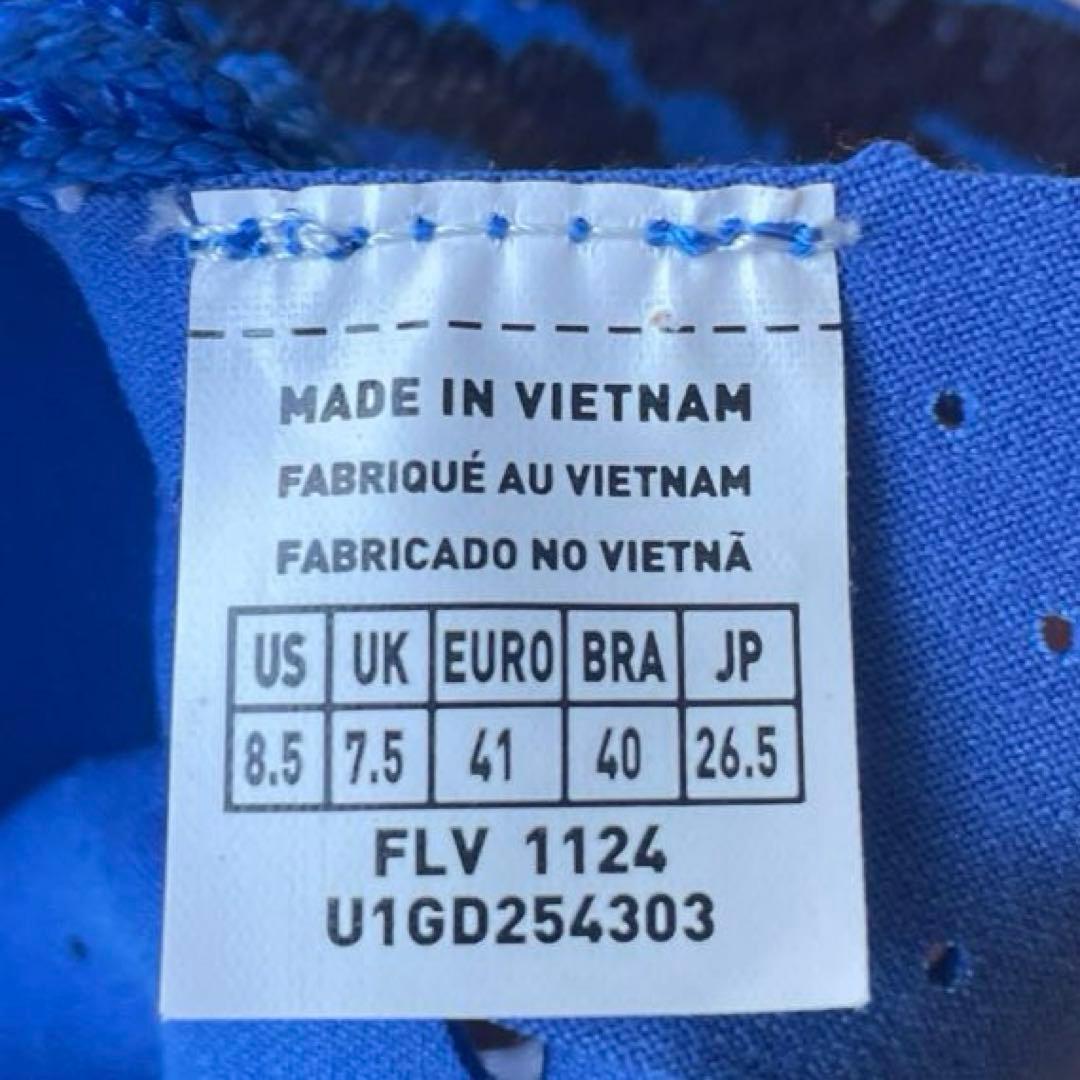 MADE IN VIETNAM
FABRIQUÉ AU VIETNAM
FABRICADO NO VIETNÃ
US UK EURO BRA JP
8.5 7.5 41 40 26.5
FLV 1124
U1GD254303